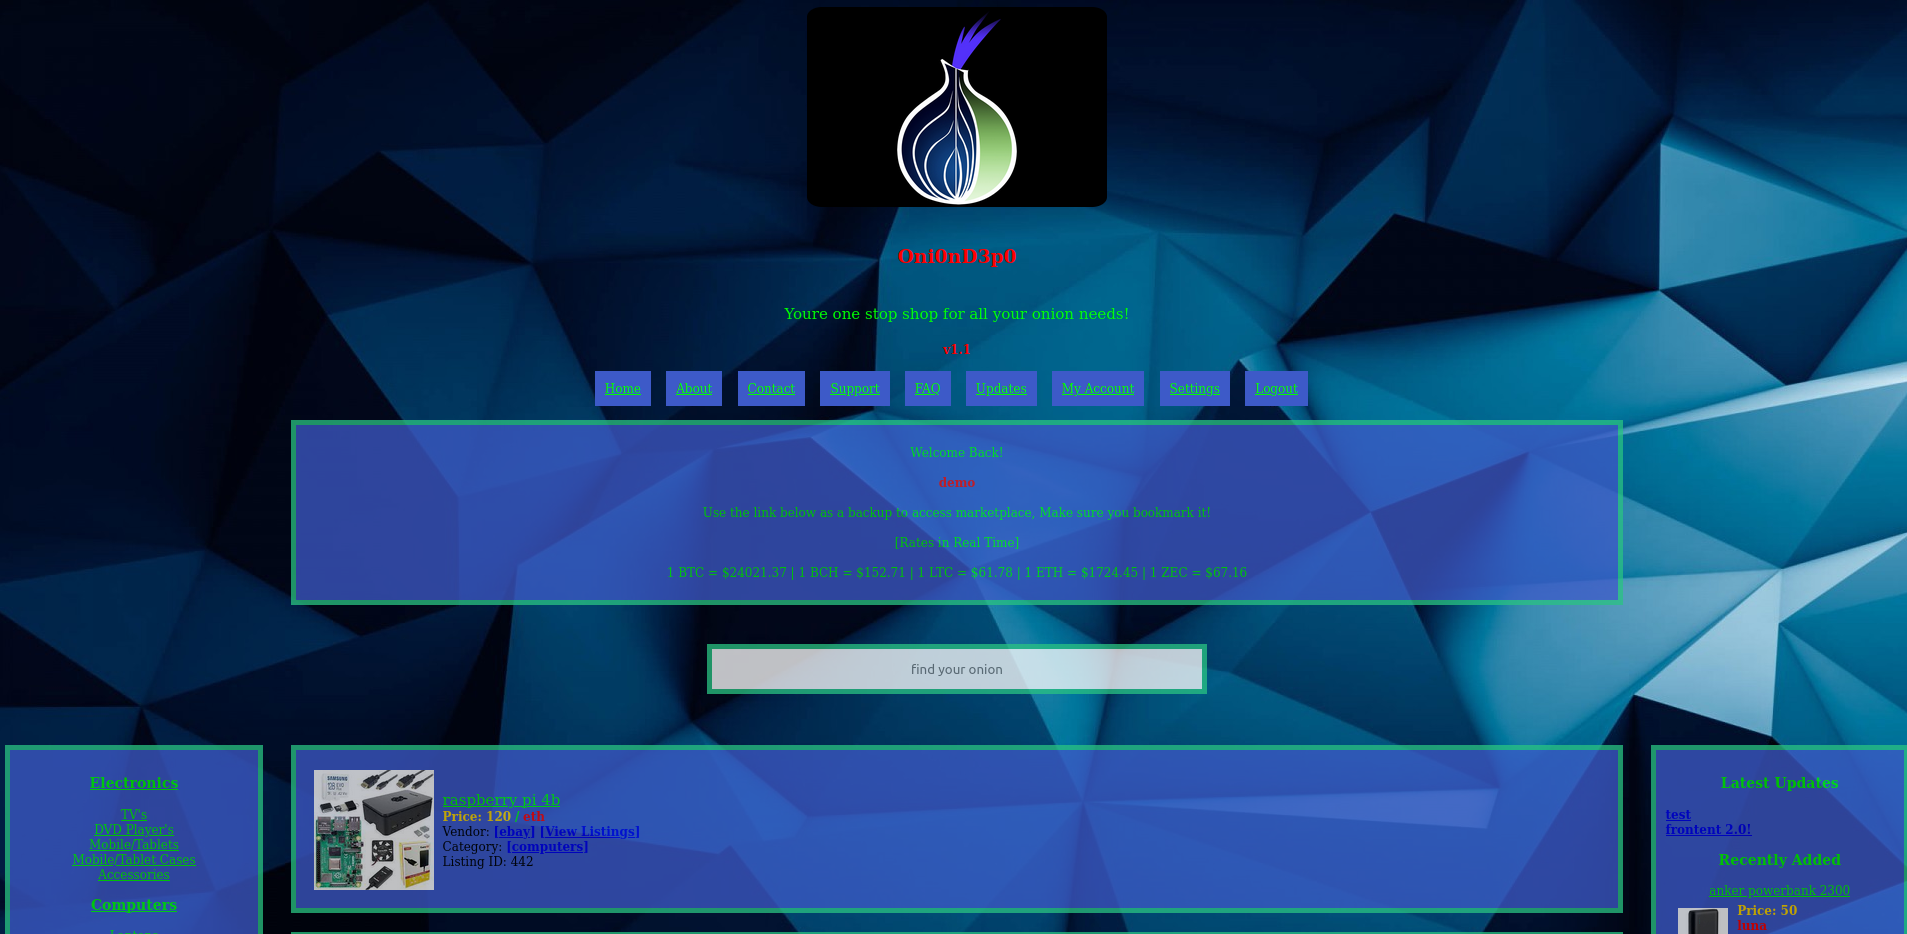 Oni0nD3p0
Youre one stop shop for all your onion needs!
v1.1
Home About Contact Support FAQ Updates My Account Settings Logout
Welcome Back!
demo
Use the link below as a backup to access marketplace, Make sure you bookmark it!
[Rates in Real Time]
1 BTC = $24021.37 | 1 BCH = $152.71 | 1 LTC = $61.78 | 1 ETH = $1724.45 | 1 ZEC = $67.16
find your onion
Electronics
TV's
DVD Player's
Mobile/Tablets
Mobile/Tablet Cases
Accessories
Computers
SAMSUNG
raspberry pi 4b
Price: 120 / eth
Vendor: [ebay] [View Listings]
Category: [computers]
Listing ID: 442
Latest Updates
test
frontent 2.0!
Recently Added
anker powerbank 2300
Price: 50